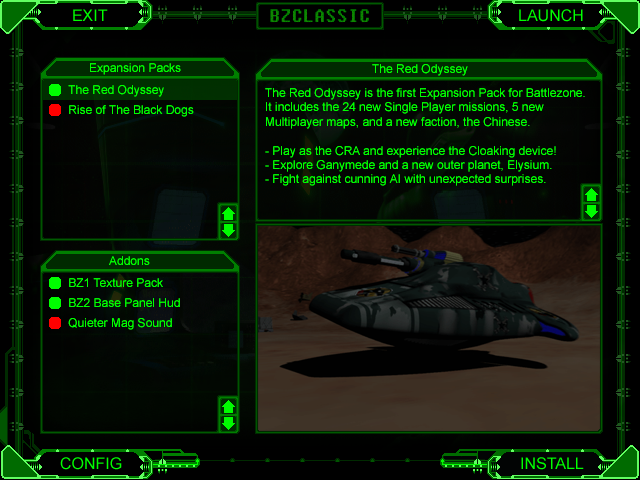 EXIT
BZCLASSIC
LAUNCH
Expansion Packs
The Red Odyssey
Rise of The Black Dogs
The Red Odyssey
The Red Odyssey is the first Expansion Pack for Battlezone.
It includes the 24 new Single Player missions, 5 new
Multiplayer maps, and a new faction, the Chinese.
- Play as the CRA and experience the Cloaking device!
- Explore Ganymede and a new outer planet, Elysium.
- Fight against cunning AI with unexpected surprises.
Addons
BZ1 Texture Pack
BZ2 Base Panel Hud
Quieter Mag Sound
CONFIG
INSTALL